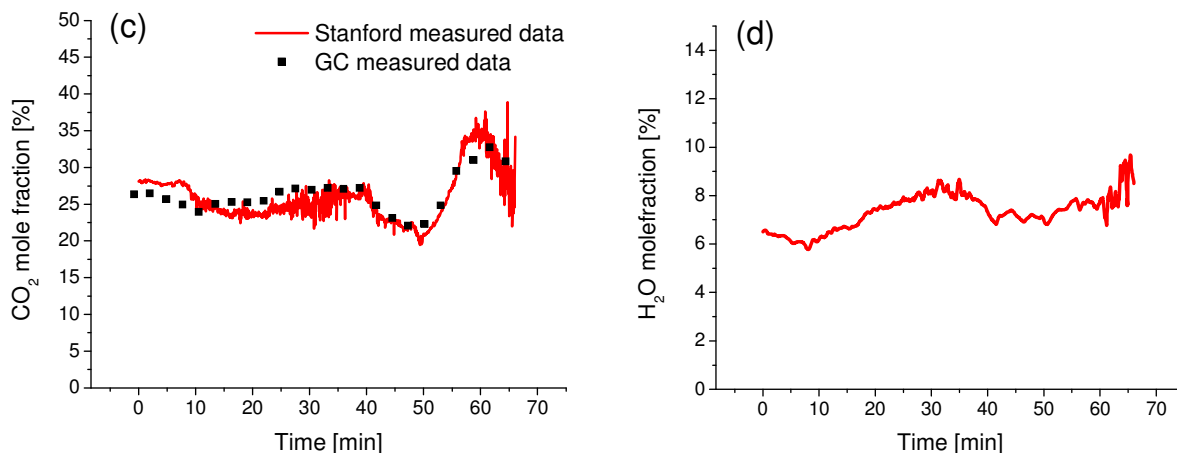 (c)
Stanford measured data
GC measured data
50
45
40
35
30
25
20
15
10
5
0
CO₂ mole fraction [%]
0 10 20 30 40 50 60 70
Time [min]
(d)
14
12
10
8
6
4
2
0
H₂O molefraction [%]
0 10 20 30 40 50 60 70
Time [min]